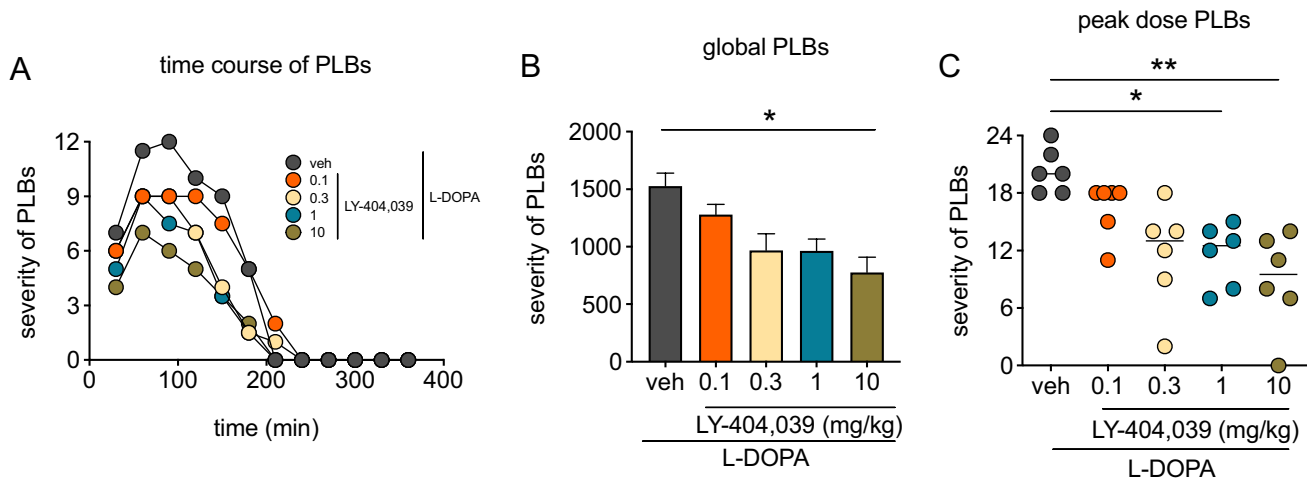 A
time course of PLBs
severity of PLBs
12
9
6
3
0
0
100
200
300
400
time (min)
veh
0.1
0.3
1
10
LY-404,039
L-DOPA
B
global PLBs
severity of PLBs
2000
1500
1000
500
0
*
veh
0.1
0.3
1
10
LY-404,039 (mg/kg)
L-DOPA
C
peak dose PLBs
severity of PLBs
24
18
12
6
0
**
*
veh
0.1
0.3
1
10
LY-404,039 (mg/kg)
L-DOPA